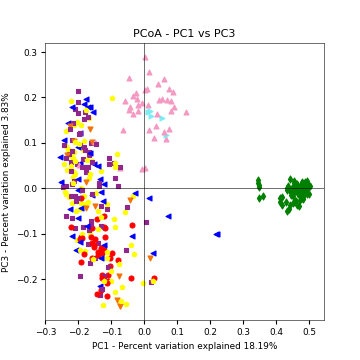 PCoA - PC1 vs PC3
PC3 - Percent variation explained 3.83%
0.3
0.2
0.1
0.0
−0.1
−0.2
−0.3 −0.2 −0.1 0.0 0.1 0.2 0.3 0.4 0.5
PC1 - Percent variation explained 18.19%